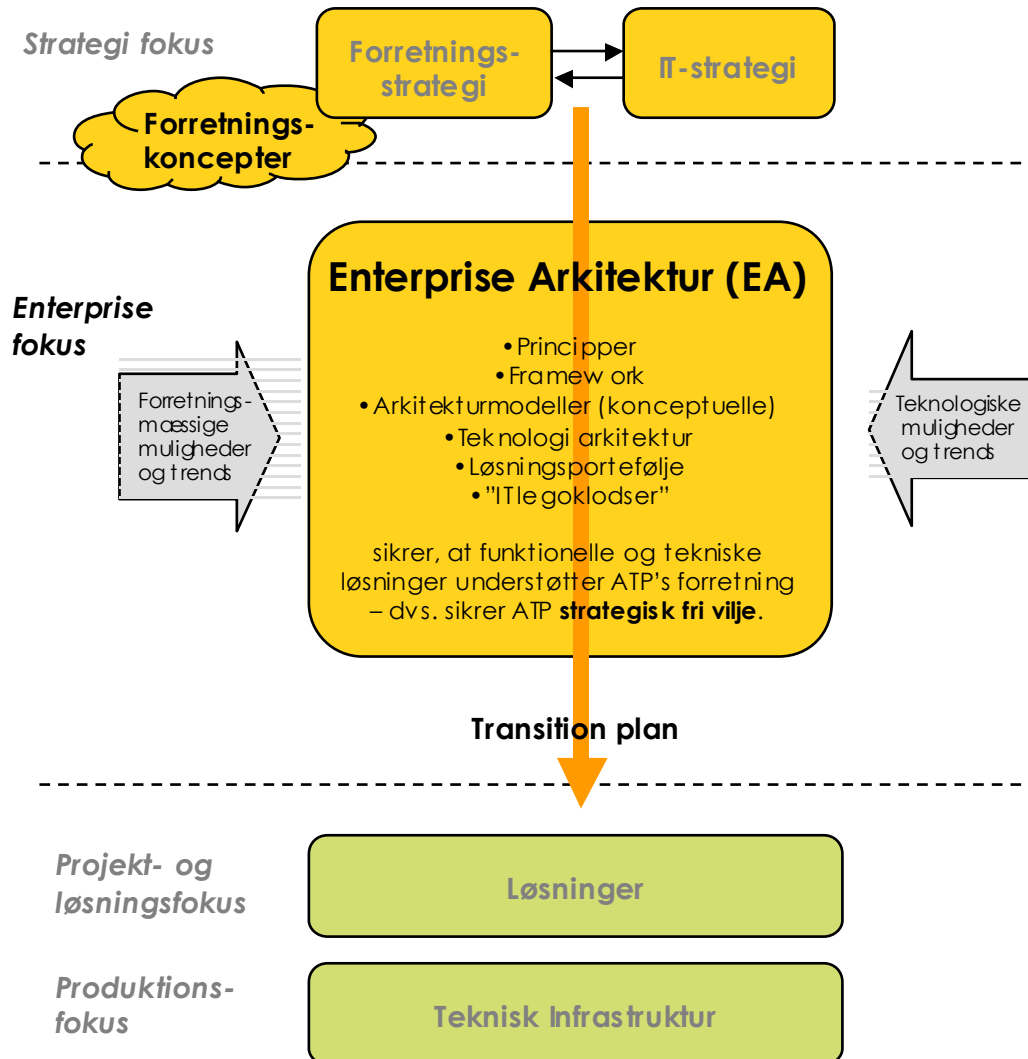 Strategi fokus
Forretnings-
strategi
IT-strategi
Forretnings-
koncepter
Enterprise Arkitektur (EA)
Enterprise
fokus
• Principper
• Framework
• Arkitekturmodeller (konceptuelle)
• Teknologi arkitektur
• Løsningsportefølje
• ”IT legoklodser”
Forretnings-
mæssige
muligheder
og trends
Teknologiske
muligheder
og trends
sikrer, at funktionelle og tekniske
løsninger understøtter ATP’s forretning
– dvs. sikrer ATP strategisk fri vilje.
Transition plan
Projekt- og
løsningsfokus
Løsninger
Produktions-
fokus
Teknisk Infrastruktur